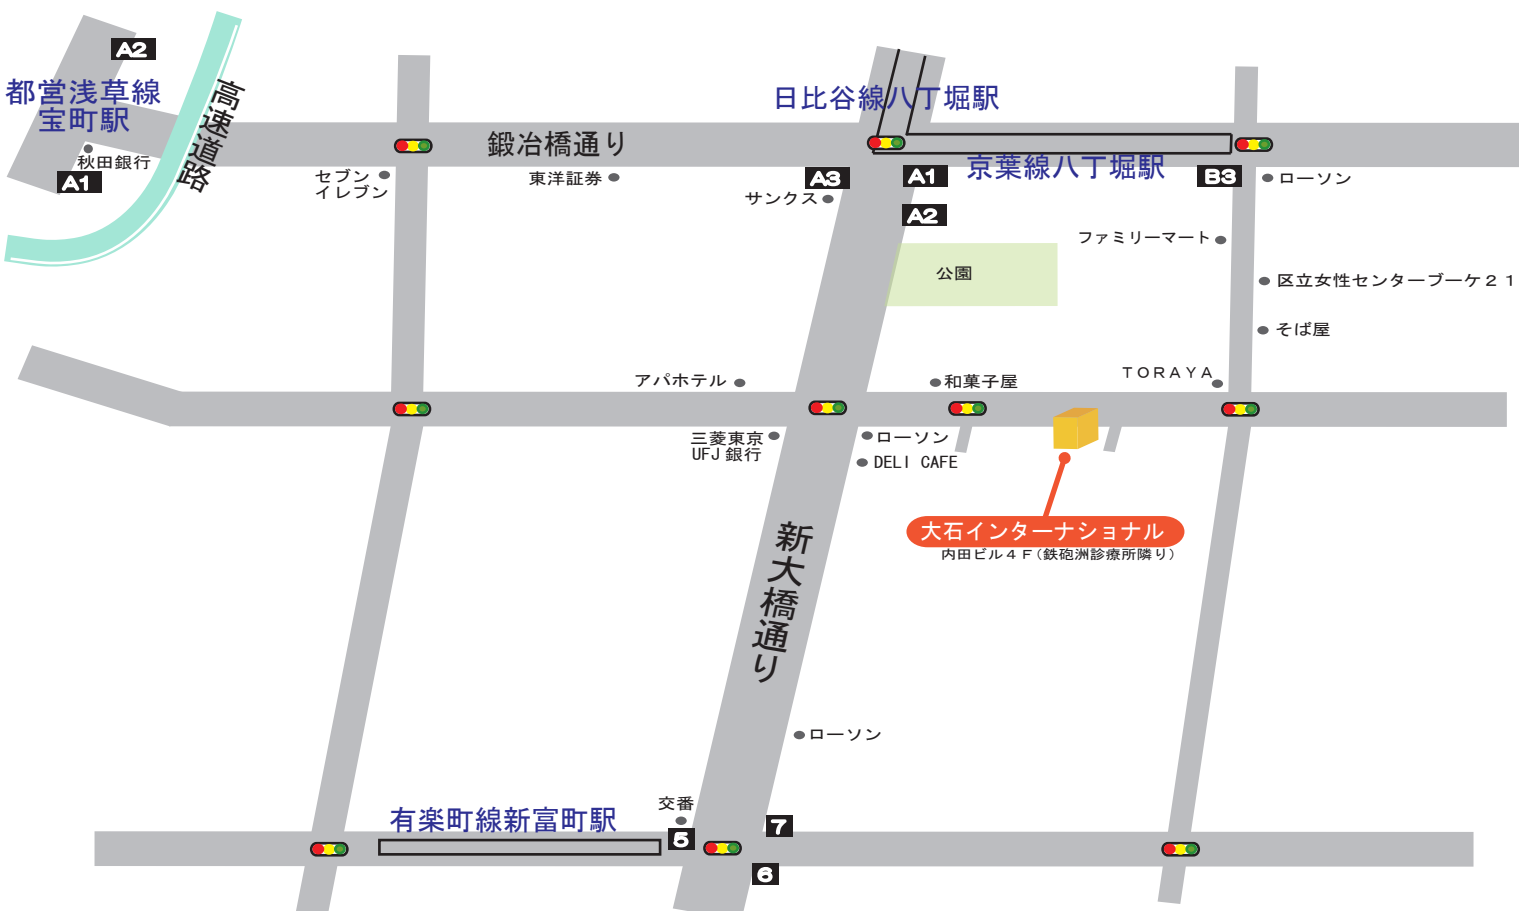 A2
都営浅草線
宝町駅
高速道路
秋田銀行
A1
鍛冶橋通り
セブン
イレブン
東洋証券
日比谷線八丁堀駅
京葉線八丁堀駅
A3
サンクス
A1
A2
B3
ローソン
ファミリーマート
公園
区立女性センターブーケ２１
そば屋
アパホテル
和菓子屋
ＴＯＲＡＹＡ
三菱東京
UFJ 銀行
ローソン
DELI CAFE
大石インターナショナル
内田ビル４Ｆ(鉄砲洲診療所隣り)
新大橋通り
ローソン
交番
有楽町線新富町駅
5
7
6